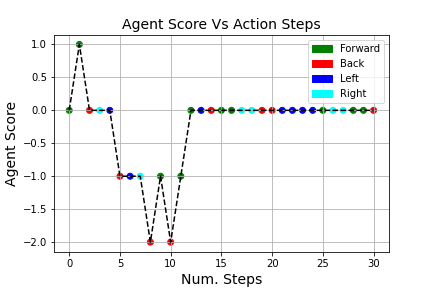 Agent Score Vs Action Steps
1.0
0.5
0.0
−0.5
−1.0
−1.5
−2.0
Agent Score
Forward
Back
Left
Right
0 5 10 15 20 25 30
Num. Steps